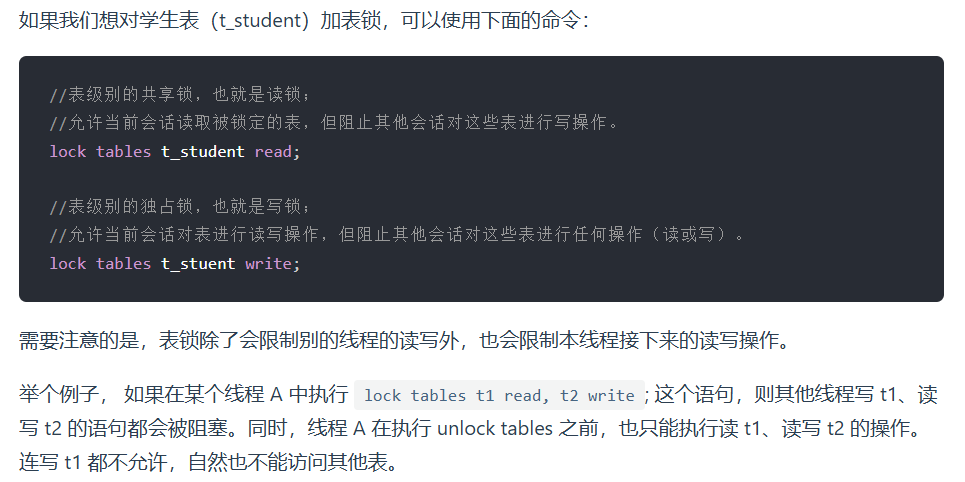 如果我们想对学生表（t_student）加表锁，可以使用下面的命令：
//表级别的共享锁，也就是读锁；
//允许当前会话读取被锁定的表，但阻止其他会话对这些表进行写操作。
lock tables t_student read;
//表级别的独占锁，也就是写锁；
//允许当前会话对表进行读写操作，但阻止其他会话对这些表进行任何操作（读或写）。
lock tables t_stuent write;
需要注意的是，表锁除了会限制别的线程的读写外，也会限制本线程接下来的读写操作。
举个例子， 如果在某个线程 A 中执行 lock tables t1 read, t2 write ; 这个语句，则其他线程写 t1、读
写 t2 的语句都会被阻塞。同时，线程 A 在执行 unlock tables 之前，也只能执行读 t1、读写 t2 的操作。
连写 t1 都不允许，自然也不能访问其他表。